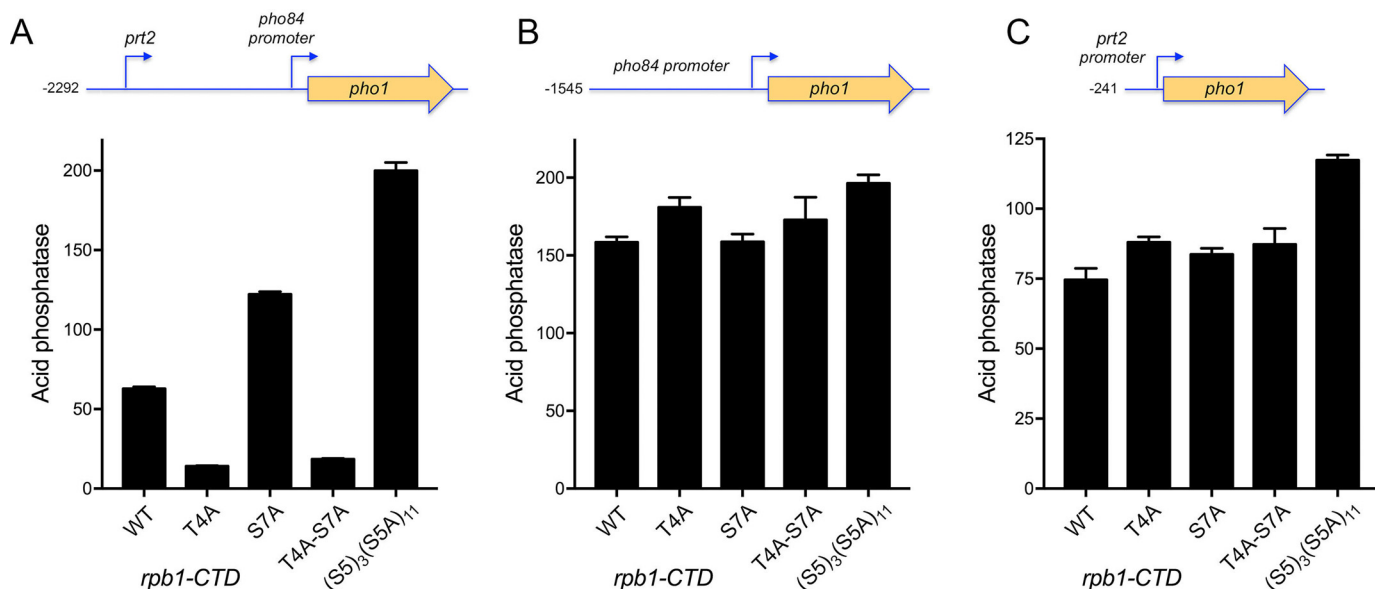 A
prt2
pho84
promoter
-2292
pho1
200
150
100
50
0
Acid phosphatase
WT
T4A
S7A
T4A-S7A
(S5)3(S5A)11
rpb1-CTD
B
pho84 promoter
-1545
pho1
200
150
100
50
0
Acid phosphatase
WT
T4A
S7A
T4A-S7A
(S5)3(S5A)11
rpb1-CTD
C
prt2
promoter
-241
pho1
125
100
75
50
25
0
Acid phosphatase
WT
T4A
S7A
T4A-S7A
(S5)3(S5A)11
rpb1-CTD